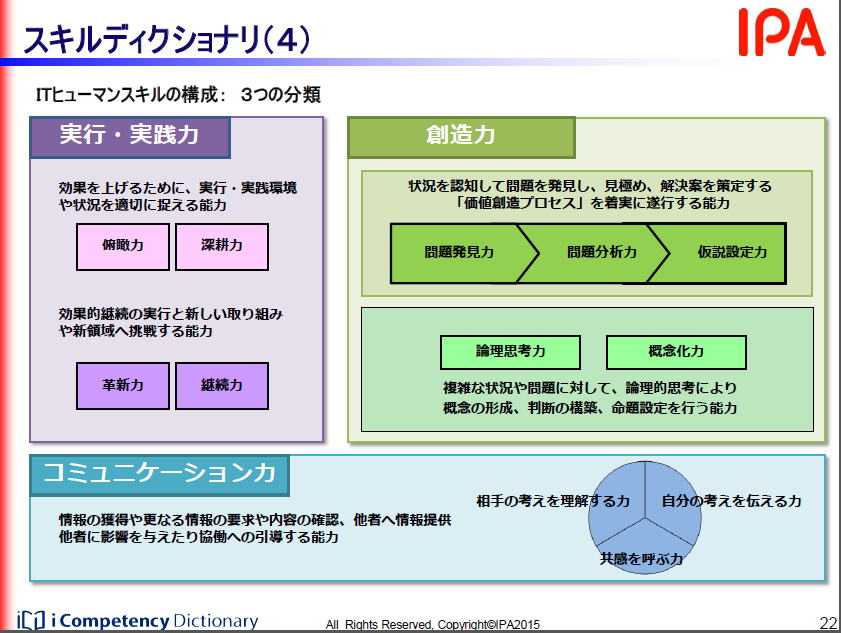 スキルディクショナリ（４）
IPA
ITヒューマンスキルの構成： ３つの分類
実行・実践力
効果を上げるために、実行・実践環境
や状況を適切に捉える能力
俯瞰力
深耕力
効果的継続の実行と新しい取り組み
や新領域へ挑戦する能力
革新力
継続力
創造力
状況を認知して問題を発見し、見極め、解決案を策定する
「価値創造プロセス」を着実に遂行する能力
問題発見力
問題分析力
仮説設定力
論理思考力
概念化力
複雑な状況や問題に対して、論理的思考により
概念の形成、判断の構築、命題設定を行う能力
コミュニケーション力
情報の獲得や更なる情報の要求や内容の確認、他者へ情報提供
他者に影響を与えたり協働への引導する能力
相手の考えを理解する力
自分の考えを伝える力
共感を呼ぶ力
i Competency Dictionary
All Rights Reserved, Copyright©IPA2015
22